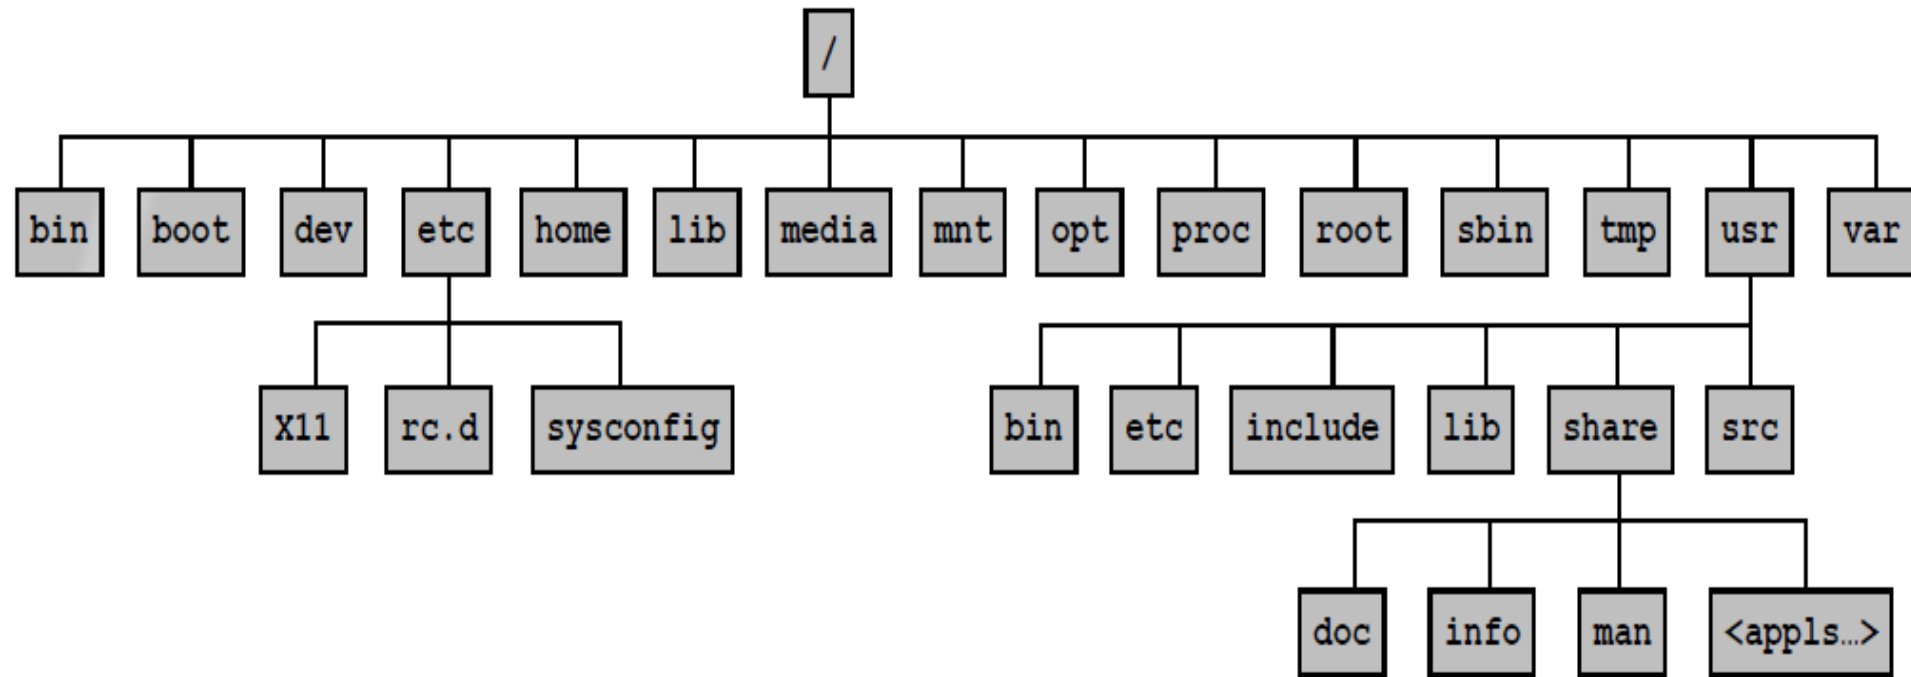 /
bin boot dev etc home lib media mnt opt proc root sbin tmp usr var
X11 rc.d sysconfig bin etc include lib share src
doc info man <appls…>